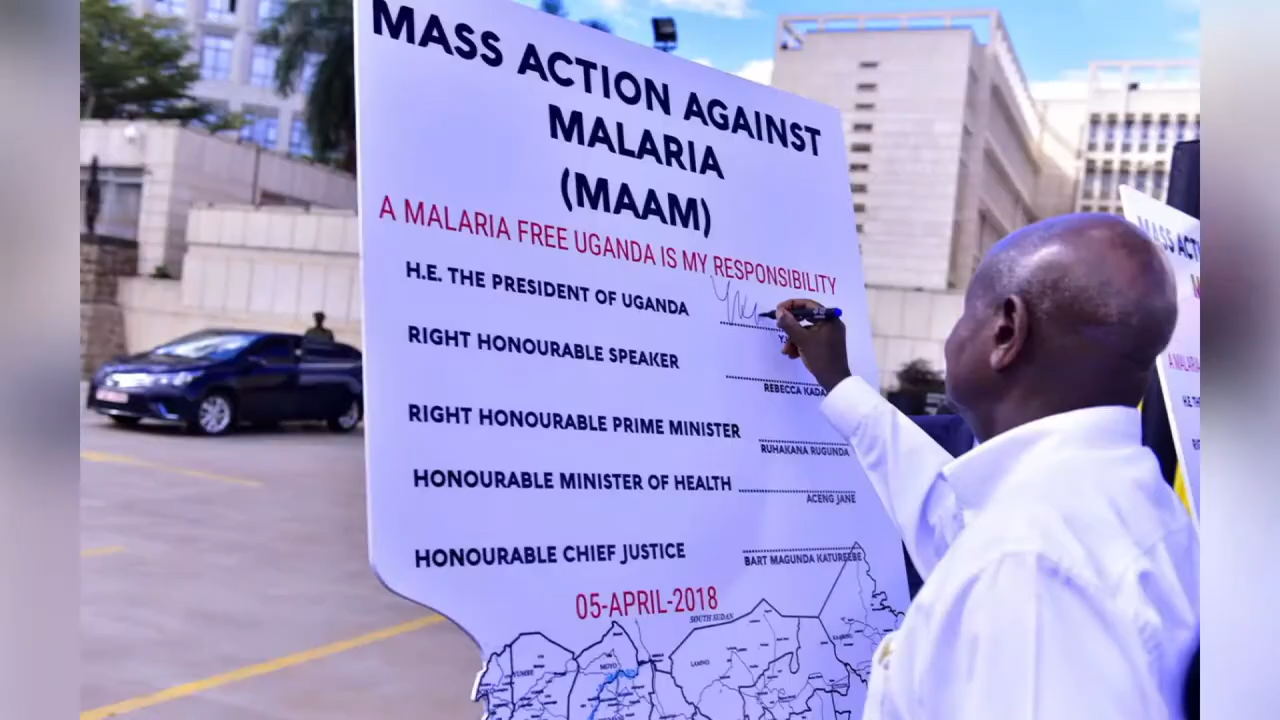 MASS ACTION AGAINST
MALARIA
(MAAM)
A MALARIA FREE UGANDA IS MY RESPONSIBILITY
H.E. THE PRESIDENT OF UGANDA
RIGHT HONOURABLE SPEAKER
REBECCA
RIGHT HONOURABLE PRIME MINISTER
RUHAKANA RUGUNDA
HONOURABLE MINISTER OF HEALTH
ACENG JANE
HONOURABLE CHIEF JUSTICE
BART MAGUNDA KATUREEBE
05-APRIL-2018
SOUTH SUDAN
MOYO
LAMWO
MASS